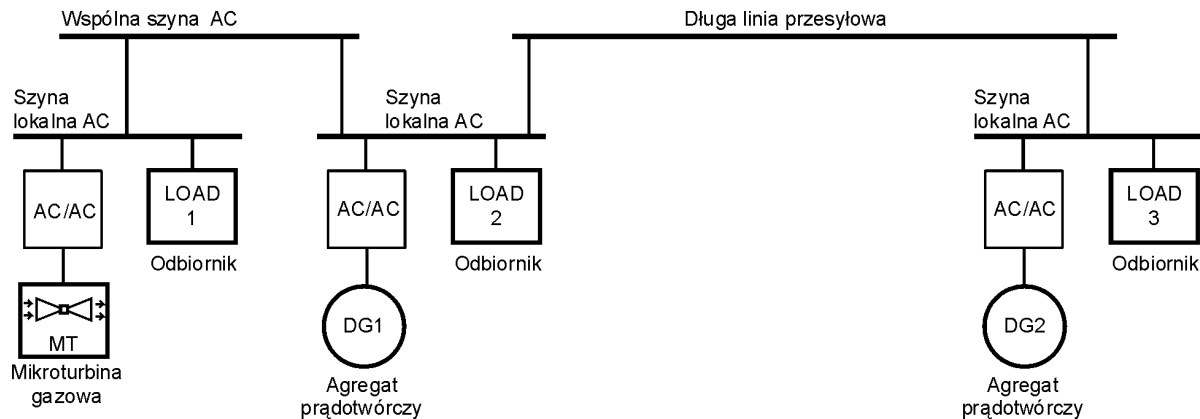 Wspólna szyna AC
Długa linia przesyłowa
Szyna
lokalna AC
Szyna
lokalna AC
Szyna
lokalna AC
AC/AC
LOAD
1
AC/AC
LOAD
2
AC/AC
LOAD
3
Odbiornik
Odbiornik
Odbiornik
MT
DG1
DG2
Mikroturbina
gazowa
Agregat
prądotwórczy
Agregat
prądotwórczy